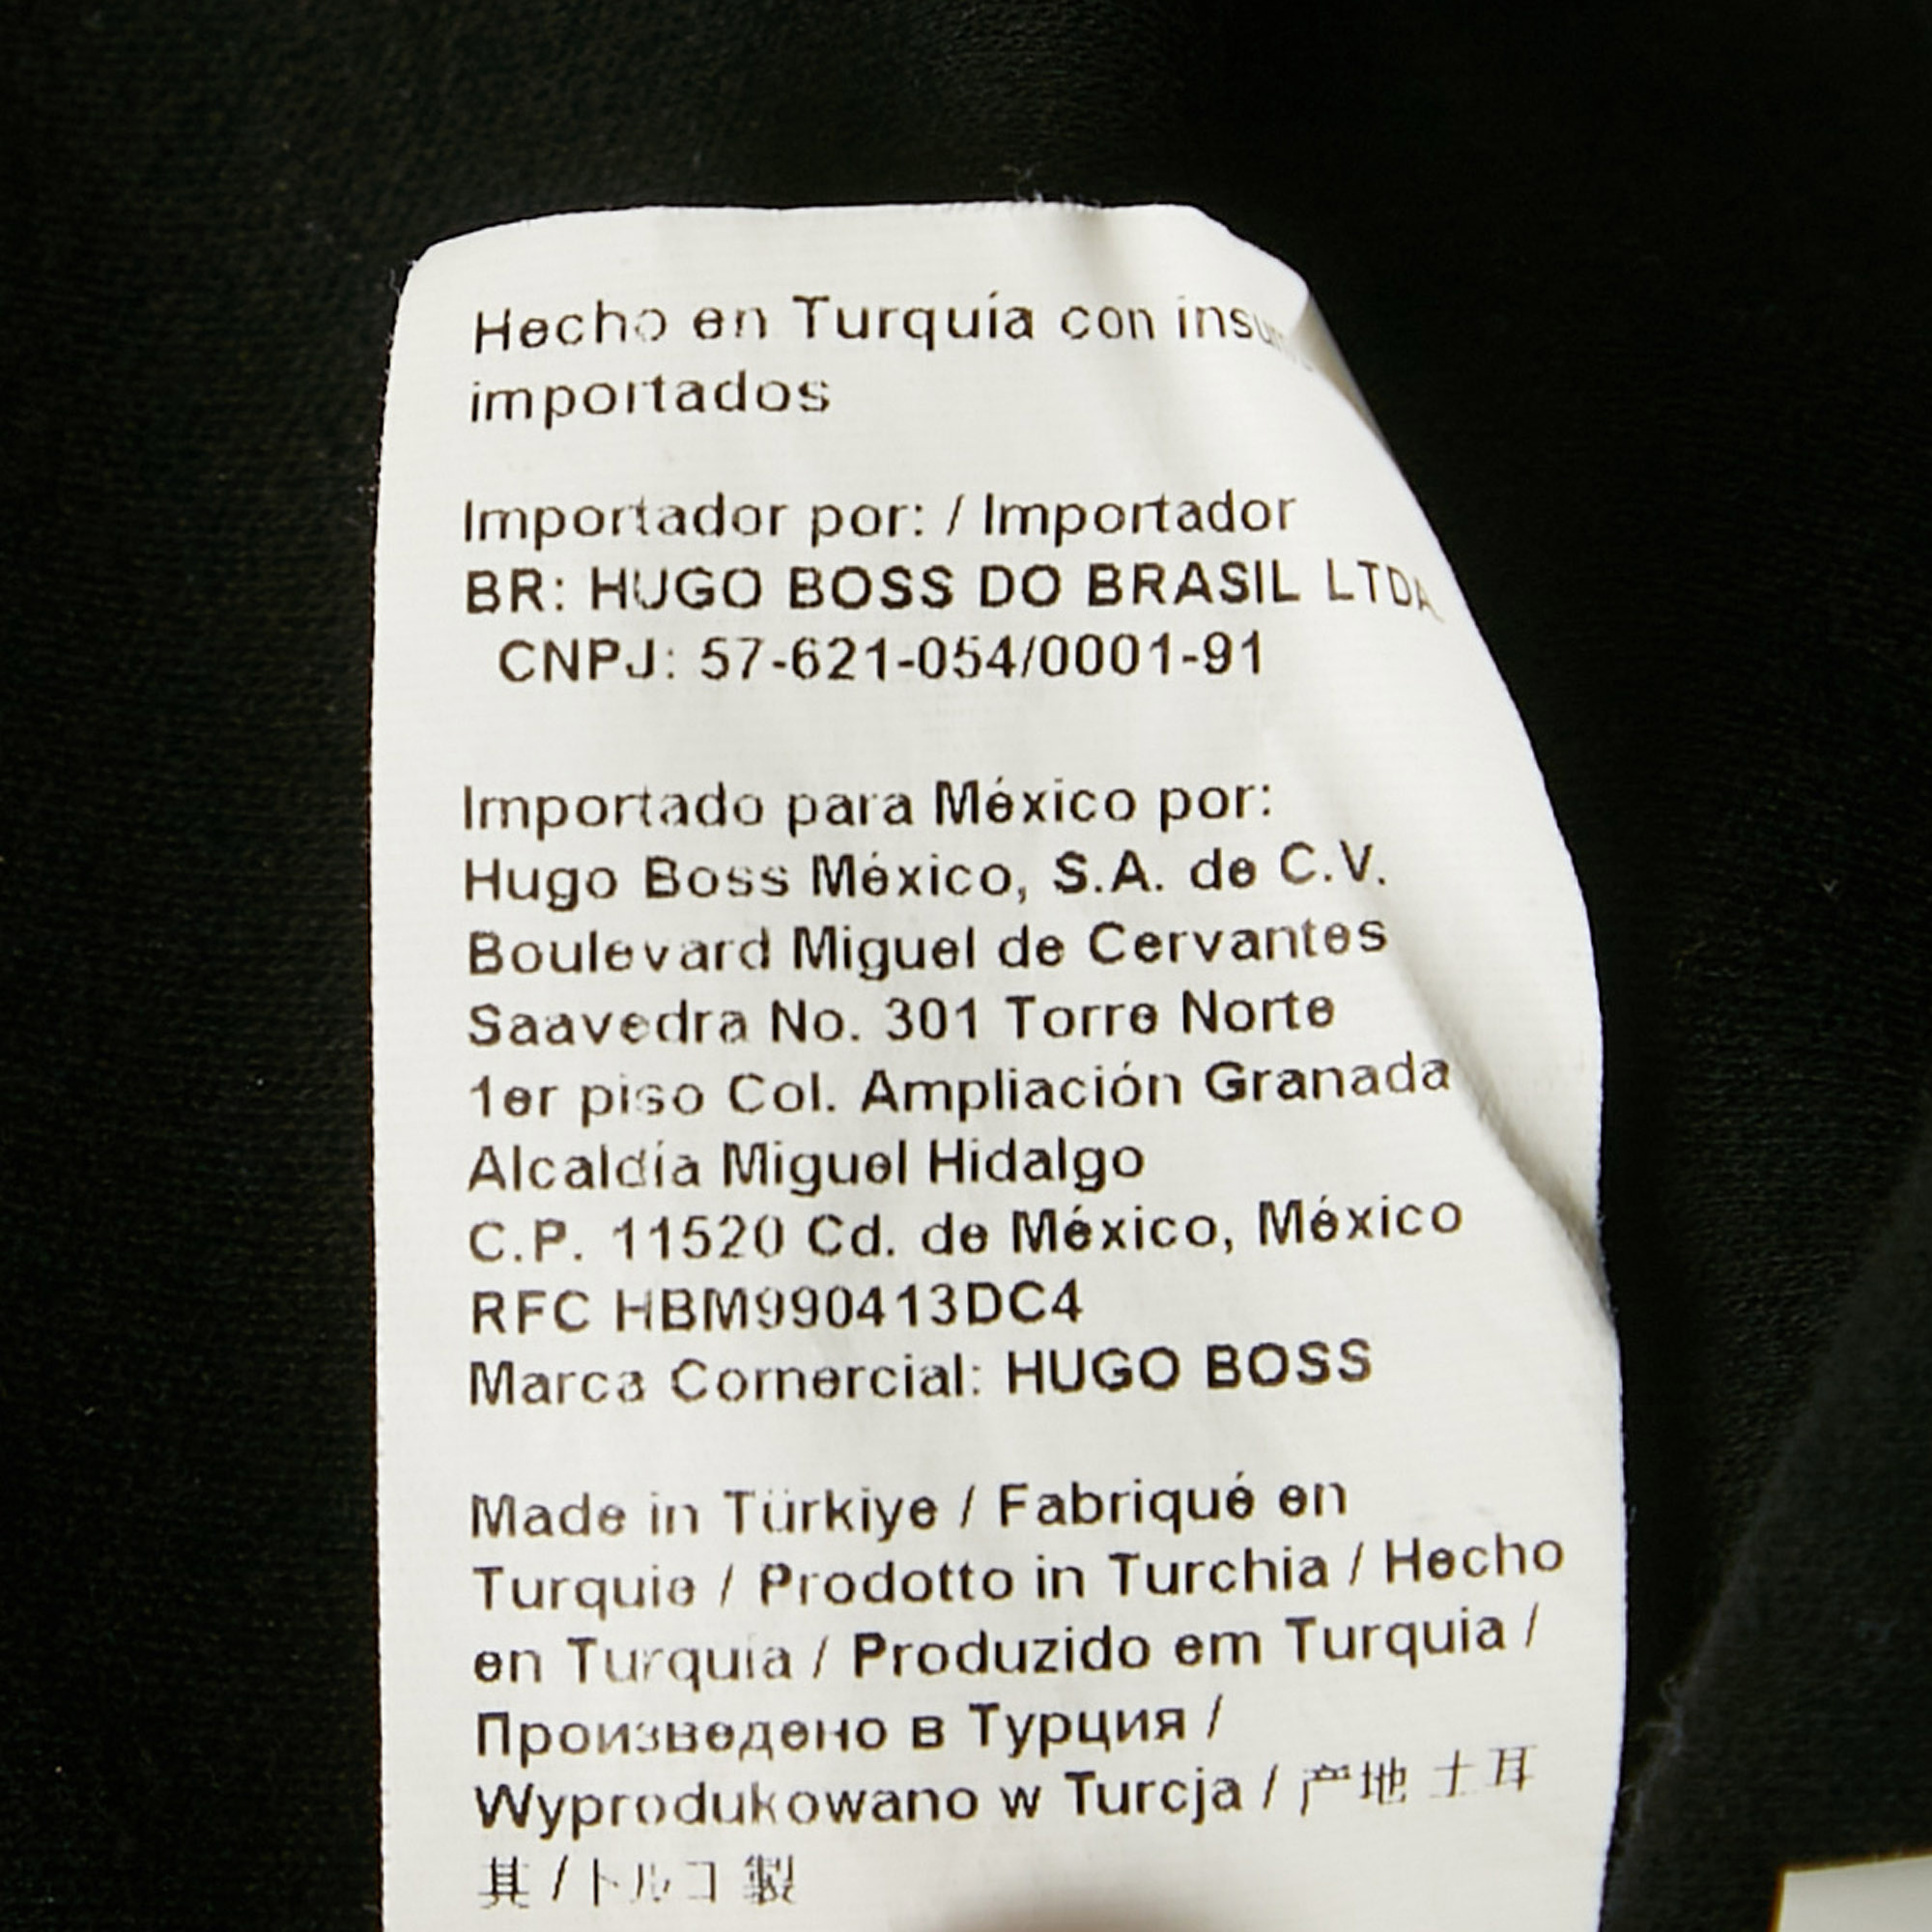 Hecho en Turquía con
importados
Importador por: / Importador
BR: HUGO BOSS DO BRASIL LTDA
CNPJ: 57-621-054/0001-91
Importado para México por:
Hugo Boss México, S.A. de C.V.
Boulevard Miguel de Cervantes
Saavedra No. 301 Torre Norte
1er piso Col. Ampliación Granada
Alcaldía Miguel Hidalgo
C.P. 11520 Cd. de México, México
RFC HBM990413DC4
Marca Comercial: HUGO BOSS
Made in Türkiye / Fabriqué en
Turquie / Prodotto in Turchia / Hecho
en Turquía / Produzido em Turquia /
Произведено в Турция /
Wyprodukowano w Turcja / 产地 土耳
其 / トルコ 製